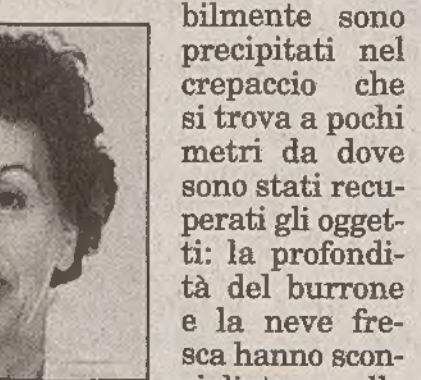 bilmente sono
precipitati nel
crepaccio che
si trova a pochi
metri da dove
sono stati recu-
perati gli ogget-
ti: la profondi-
tà del burrone
e la neve fre-
sca hanno scon-